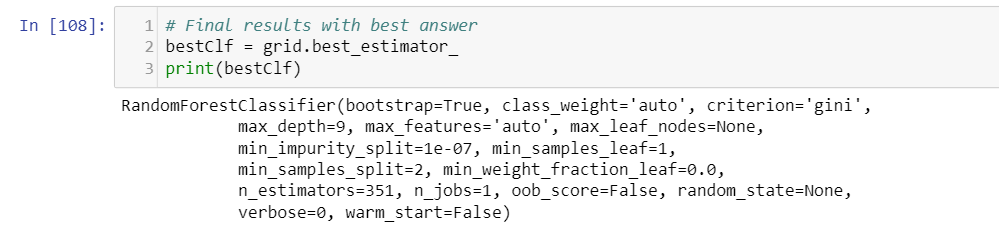 In [108]:
1 # Final results with best answer
2 bestClf = grid.best_estimator_
3 print(bestClf)
RandomForestClassifier(bootstrap=True, class_weight='auto', criterion='gini',
max_depth=9, max_features='auto', max_leaf_nodes=None,
min_impurity_split=1e-07, min_samples_leaf=1,
min_samples_split=2, min_weight_fraction_leaf=0.0,
n_estimators=351, n_jobs=1, oob_score=False, random_state=None,
verbose=0, warm_start=False)